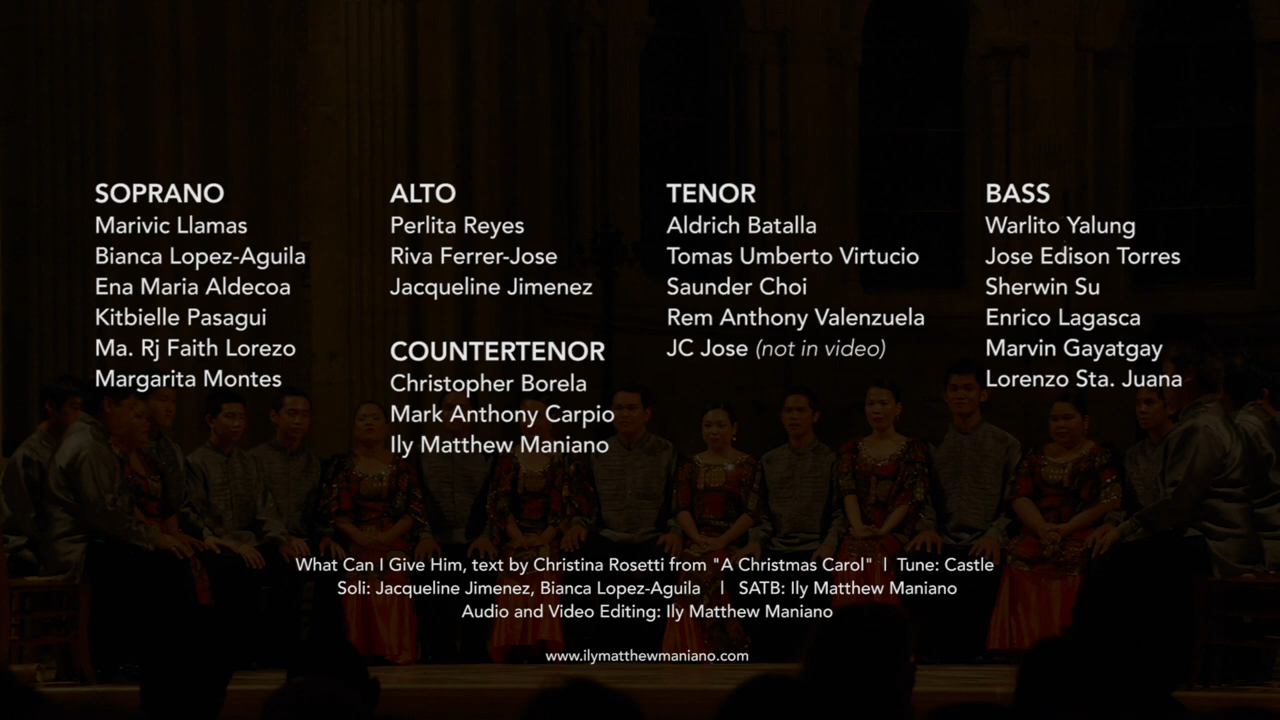 SOPRANO
Marivic Llamas
Bianca Lopez-Aguila
Ena Maria Aldecoa
Kitbielle Pasagui
Ma. Rj Faith Lorezo
Margarita Montes
ALTO
Perlita Reyes
Riva Ferrer-Jose
Jacqueline Jimenez
COUNTERTENOR
Christopher Borela
Mark Anthony Carpio
Ily Matthew Maniano
TENOR
Aldrich Batalla
Tomas Umberto Virtucio
Saunder Choi
Rem Anthony Valenzuela
JC Jose (not in video)
BASS
Warlito Yalung
Jose Edison Torres
Sherwin Su
Enrico Lagasca
Marvin Gayatgay
Lorenzo Sta. Juana
What Can I Give Him, text by Christina Rosetti from "A Christmas Carol" | Tune: Castle
Soli: Jacqueline Jimenez, Bianca Lopez-Aguila | SATB: Ily Matthew Maniano
Audio and Video Editing: Ily Matthew Maniano
www.ilymatthewmaniano.com